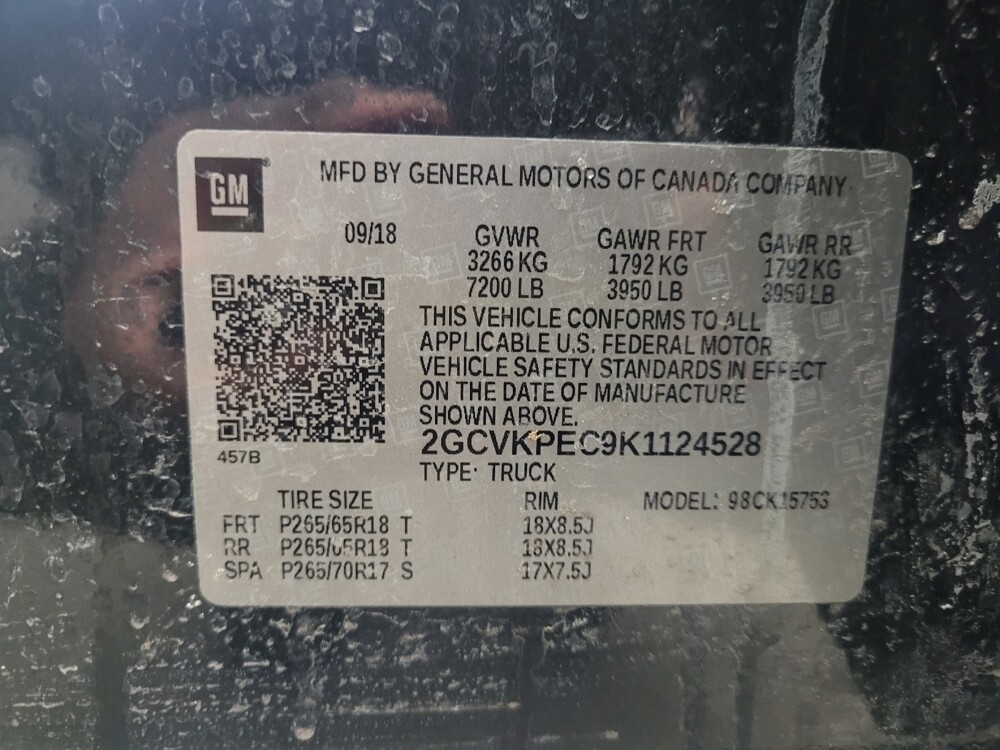 GM
MFD BY GENERAL MOTORS OF CANADA COMPANY
09/18 GVWR GAWR FRT GAWR RR
3266 KG 1792 KG 1792 KG
7200 LB 3950 LB 3950 LB
THIS VEHICLE CONFORMS TO ALL
APPLICABLE U.S. FEDERAL MOTOR
VEHICLE SAFETY STANDARDS IN EFFECT
ON THE DATE OF MANUFACTURE
SHOWN ABOVE.
2GCVKPEC9K1124528
457B
TYPE: TRUCK
TIRE SIZE RIM MODEL:
FRT P265/65R18 T 18X8.5J
RR P265/65R18 T 18X8.5J
SPA P265/70R17 S 17X7.5J